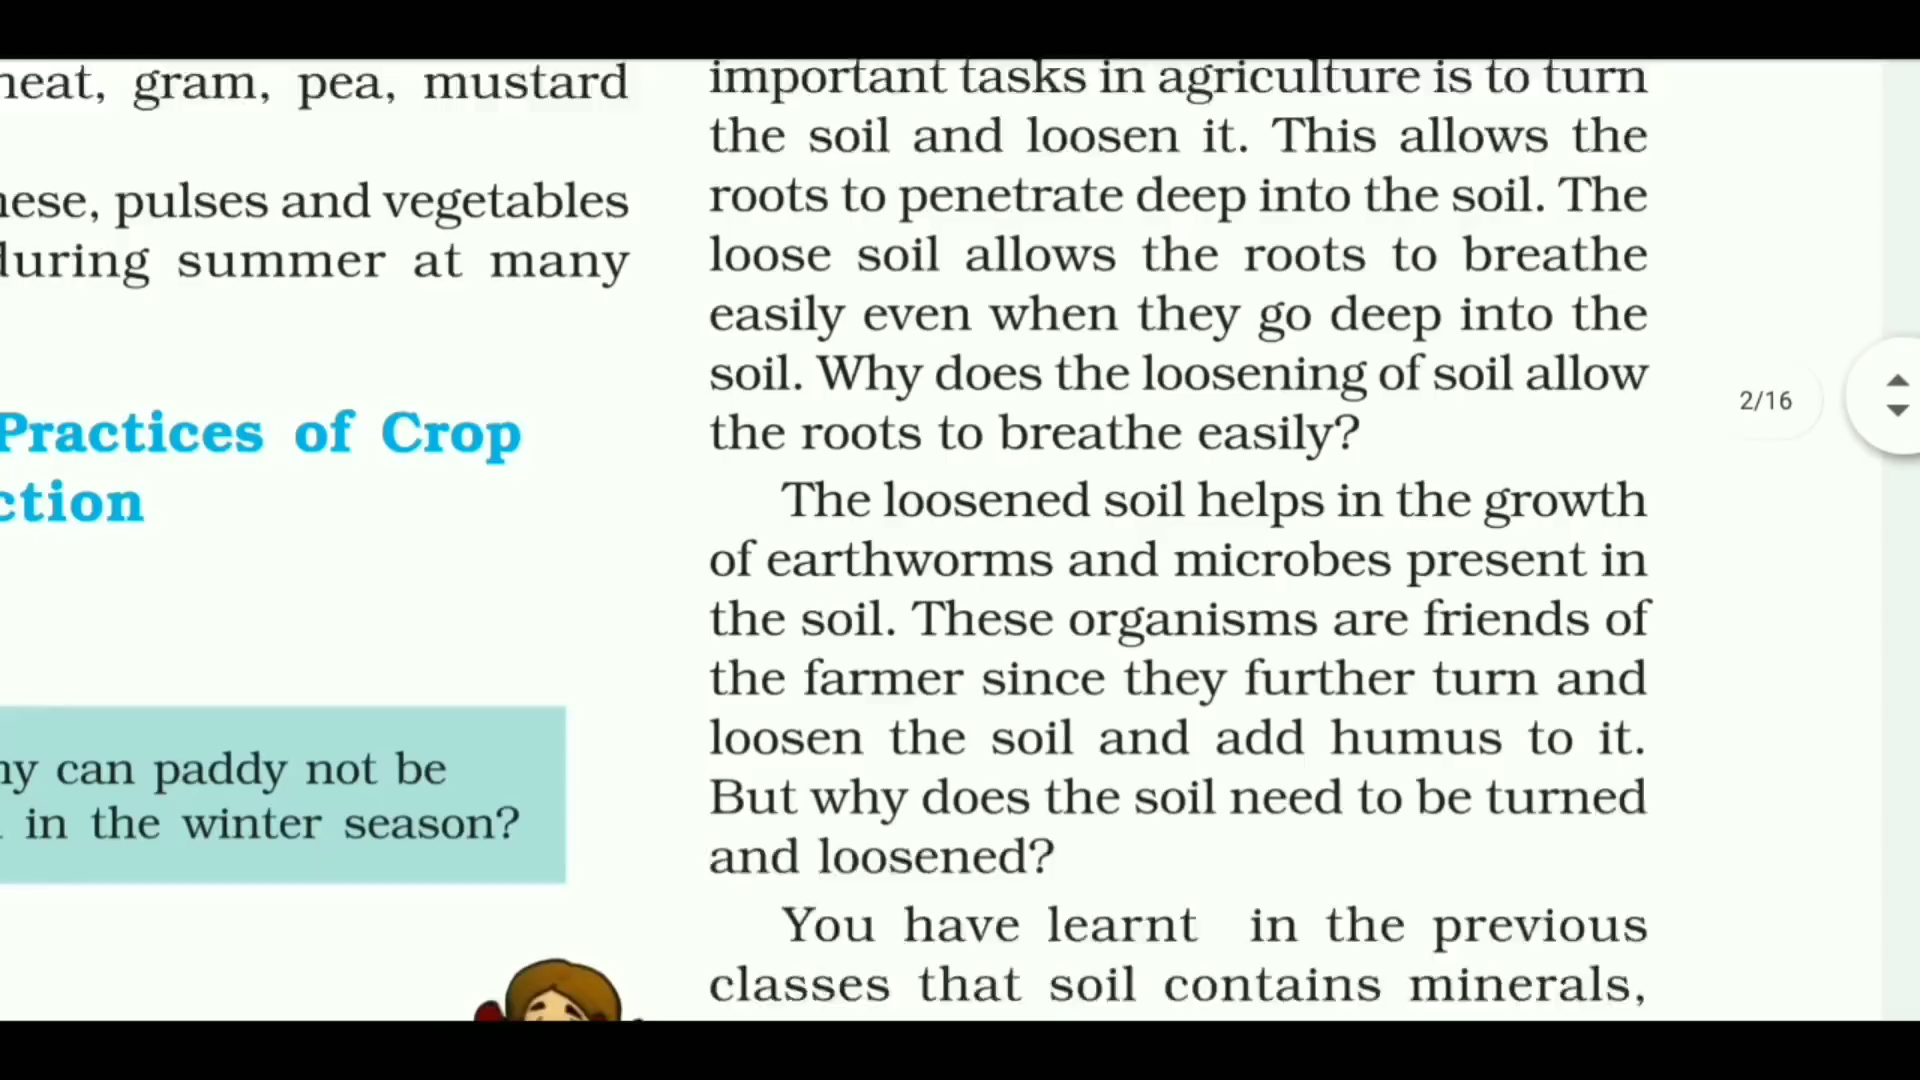 gram, pea, mustard
pulses and vegetables
summer at many
Practices of Crop
can paddy not be
in the winter season?
important tasks in agriculture is to turn
the soil and loosen it. This allows the
roots to penetrate deep into the soil. The
loose soil allows the roots to breathe
easily even when they go deep into the
soil. Why does the loosening of soil allow
the roots to breathe easily?
The loosened soil helps in the growth
of earthworms and microbes present in
the soil. These organisms are friends of
the farmer since they further turn and
loosen the soil and add humus to it.
But why does the soil need to be turned
and loosened?
You have learnt in the previous
classes that soil contains minerals,
2/16